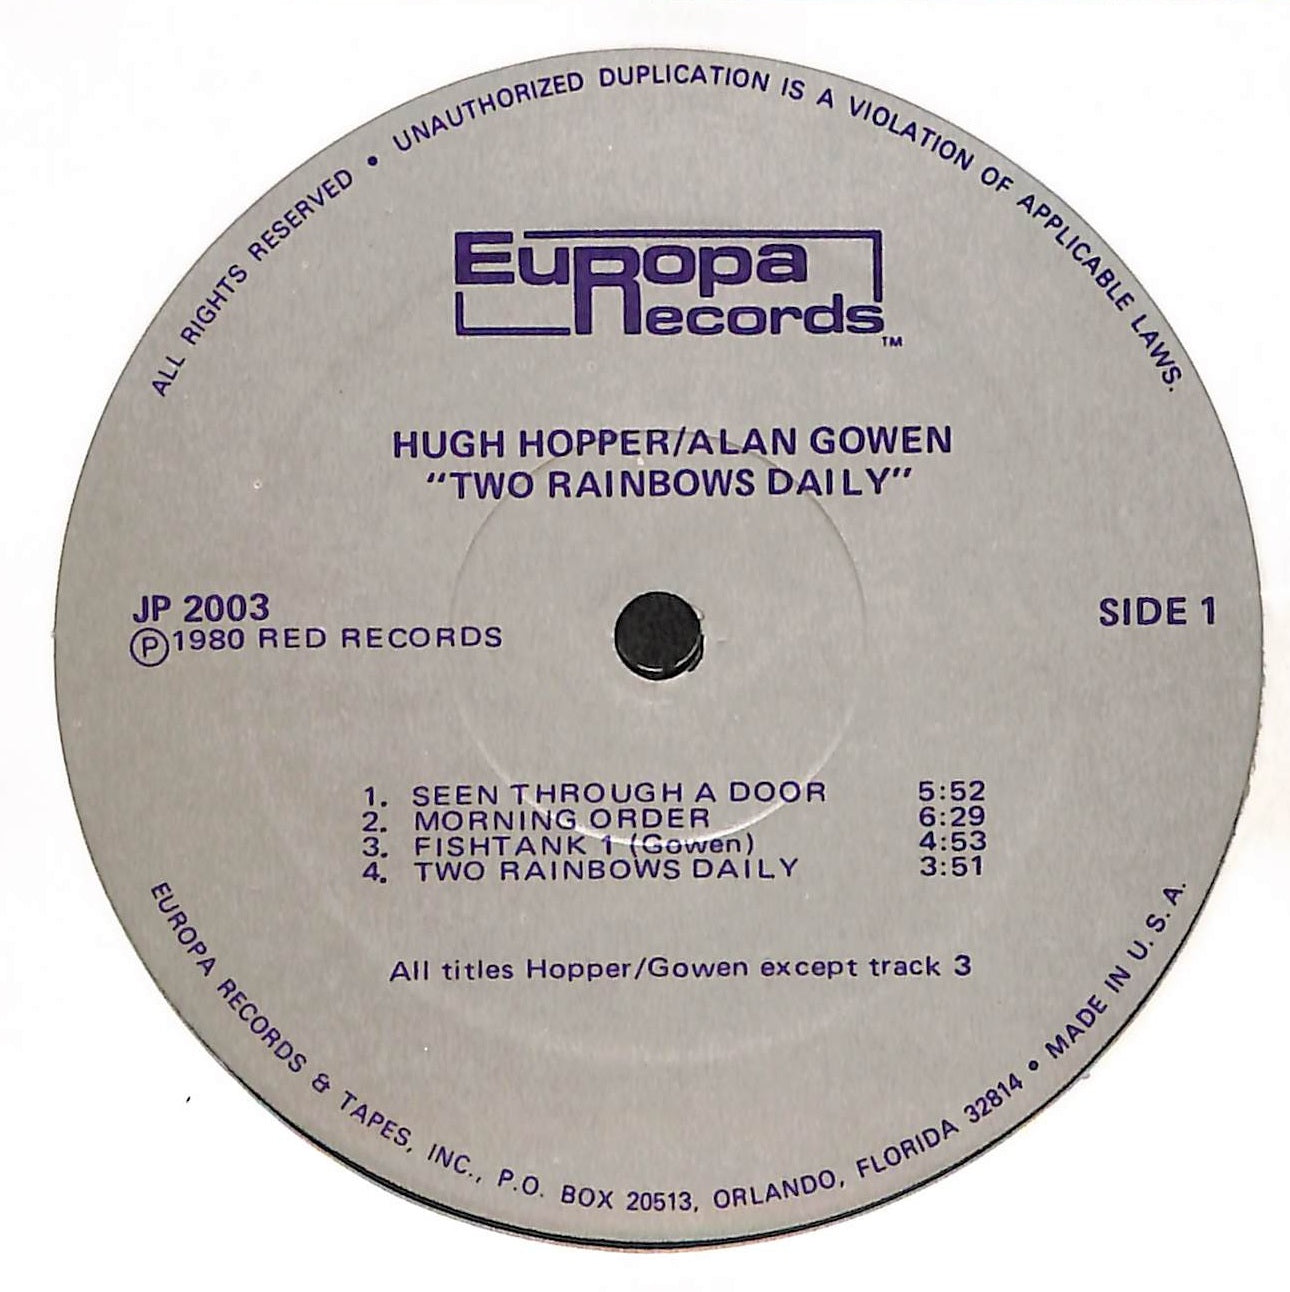 ALL RIGHTS RESERVED • UNAUTHORIZED DUPLICATION IS A VIOLATION OF APPLICABLE LAWS.
EuRopa
Records™
HUGH HOPPER/ALAN GOWEN
"TWO RAINBOWS DAILY"
JP 2003
SIDE 1
℗1980 RED RECORDS
1. SEEN THROUGH A DOOR 5:52
2. MORNING ORDER 6:29
3. FISHTANK 1 (Gowen) 4:53
4. TWO RAINBOWS DAILY 3:51
All titles Hopper/Gowen except track 3
EUROPA RECORDS & TAPES, INC., P.O. BOX 20513, ORLANDO, FLORIDA 32814 • MADE IN U.S.A.